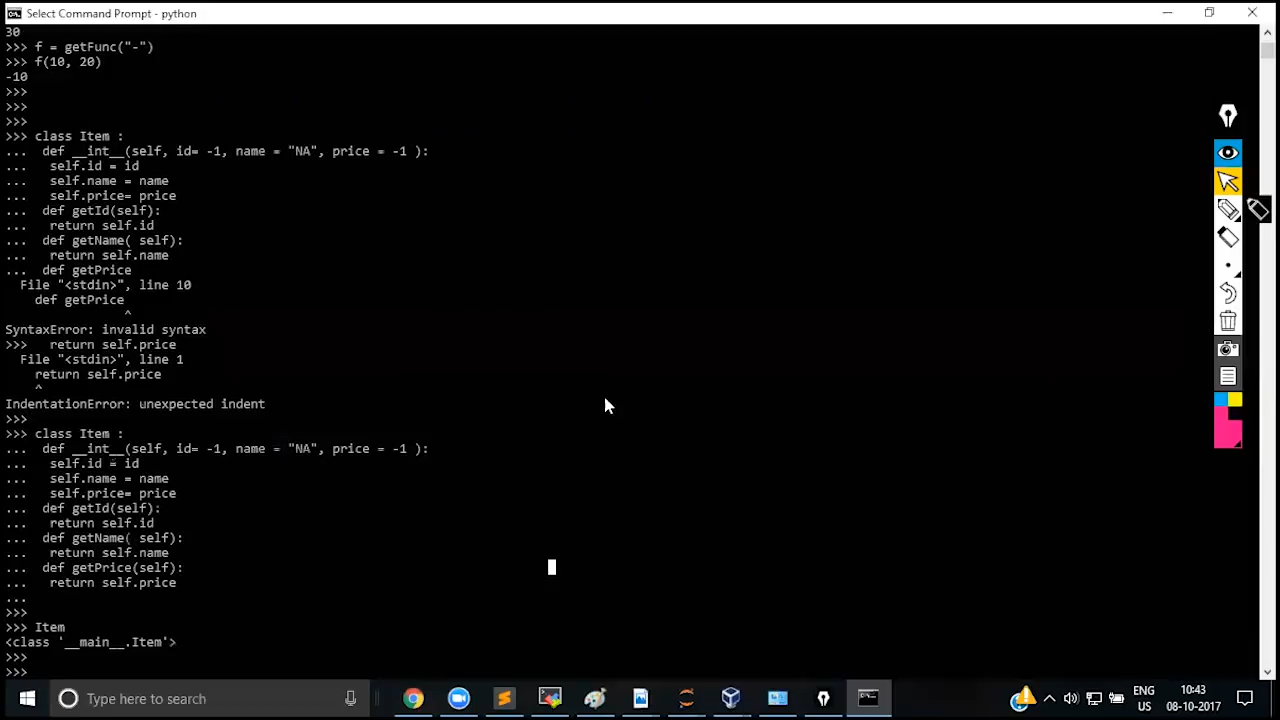 Select Command Prompt - python
30
>>> f = getFunc("-")
>>> f(10, 20)
-10
>>>
>>>
>>>
>>> class Item :
...  def __int__(self, id= -1, name = "NA", price = -1 ):
...   self.id = id
...   self.name = name
...   self.price= price
...  def getId(self):
...   return self.id
...  def getName( self):
...   return self.name
...  def getPrice
  File "<stdin>", line 10
    def getPrice
                ^
SyntaxError: invalid syntax
>>>   return self.price
  File "<stdin>", line 1
    return self.price
    ^
IndentationError: unexpected indent
>>>
>>> class Item :
...  def __int__(self, id= -1, name = "NA", price = -1 ):
...   self.id = id
...   self.name = name
...   self.price= price
...  def getId(self):
...   return self.id
...  def getName( self):
...   return self.name
...  def getPrice(self):
...   return self.price
...
>>>
>>> Item
<class '__main__.Item'>
>>>
>>>
Type here to search
ENG
US
10:43
08-10-2017